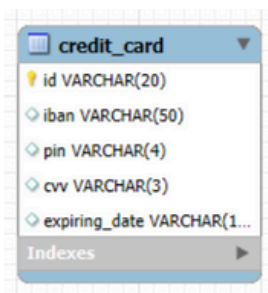 credit_card
id VARCHAR(20)
iban VARCHAR(50)
pin VARCHAR(4)
cvv VARCHAR(3)
expiring_date VARCHAR(1...
Indexes